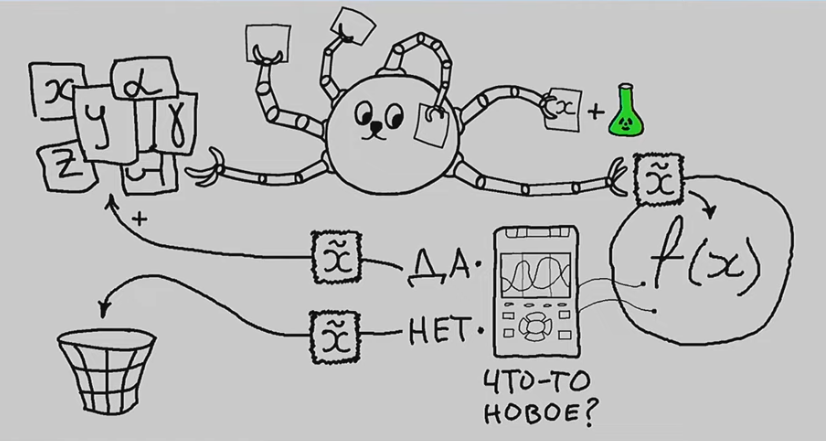 x
α
y
γ
z
x
+
x̃
f(x)
+
x̃
ДА
x̃
НЕТ
ЧТО-ТО
НОВОЕ?